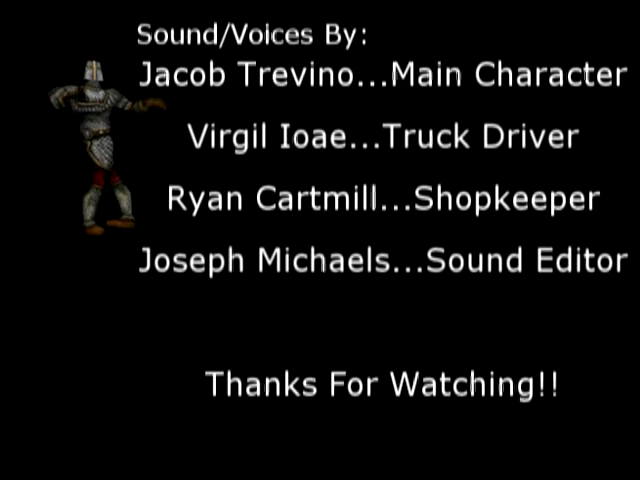 Sound/Voices By:
Jacob Trevino...Main Character
Virgil Ioae...Truck Driver
Ryan Cartmill...Shopkeeper
Joseph Michaels...Sound Editor
Thanks For Watching!!